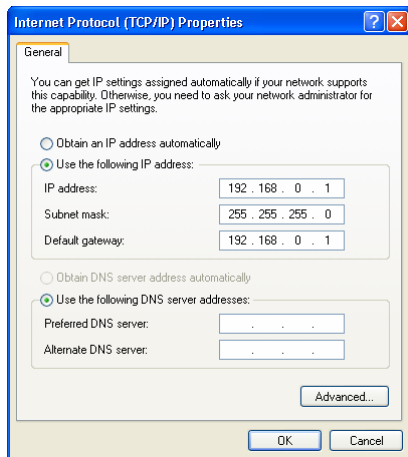 Internet Protocol (TCP/IP) Properties
General
You can get IP settings assigned automatically if your network supports
this capability. Otherwise, you need to ask your network administrator for
the appropriate IP settings.
Obtain an IP address automatically
Use the following IP address:
IP address: 192 . 168 . 0 . 1
Subnet mask: 255 . 255 . 255 . 0
Default gateway: 192 . 168 . 0 . 1
Obtain DNS server address automatically
Use the following DNS server addresses:
Preferred DNS server: . . .
Alternate DNS server: . . .
Advanced...
OK Cancel